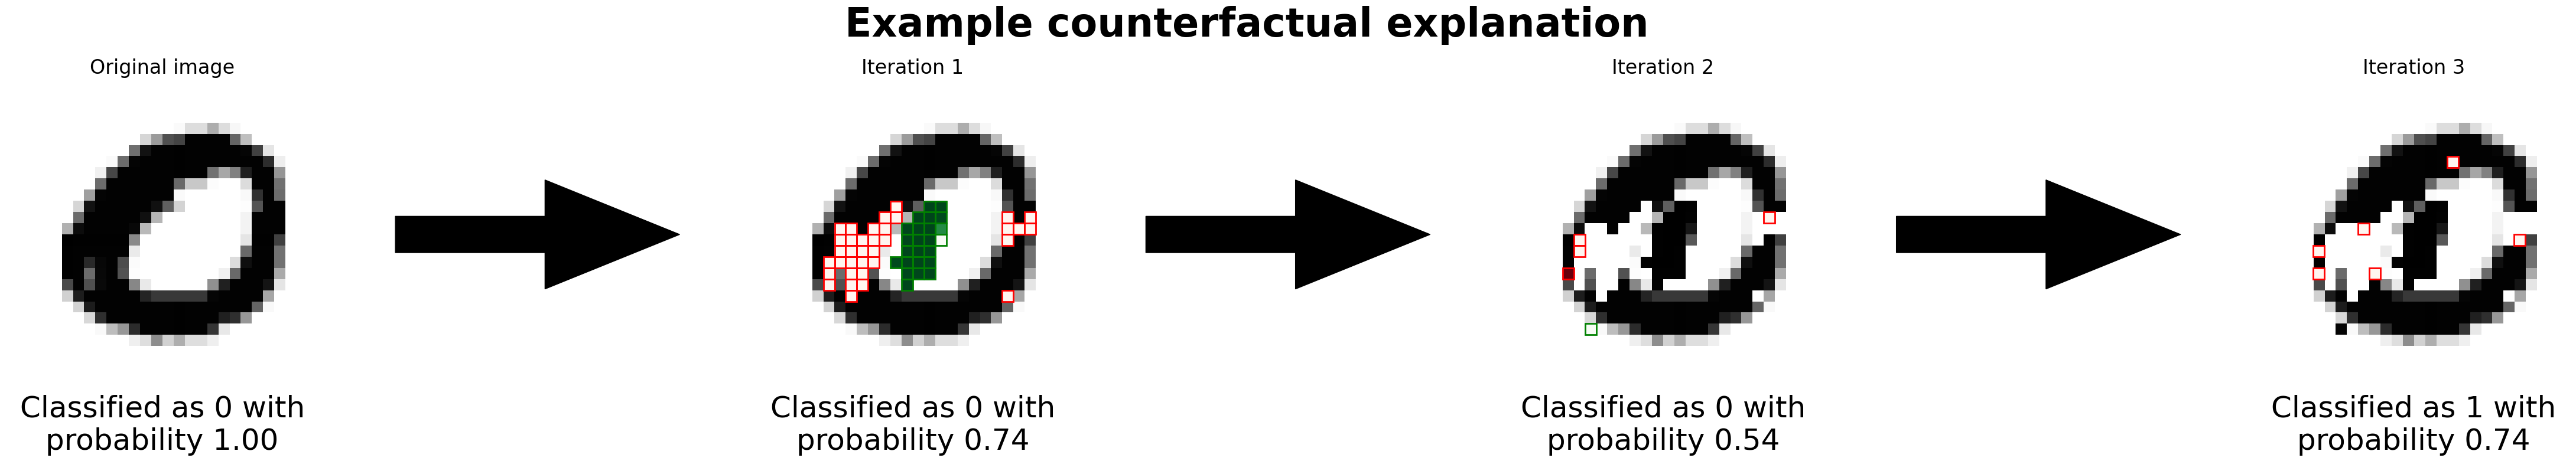 Example counterfactual explanation
Original image
Iteration 1
Iteration 2
Iteration 3
Classified as 0 with
probability 1.00
Classified as 0 with
probability 0.74
Classified as 0 with
probability 0.54
Classified as 1 with
probability 0.74